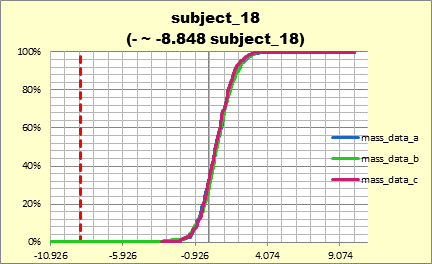 subject_18
(- ~ -8.848 subject_18)
100%
80%
60%
40%
20%
0%
mass_data_a
mass_data_b
mass_data_c
-10.926 -5.926 -0.926 4.074 9.074